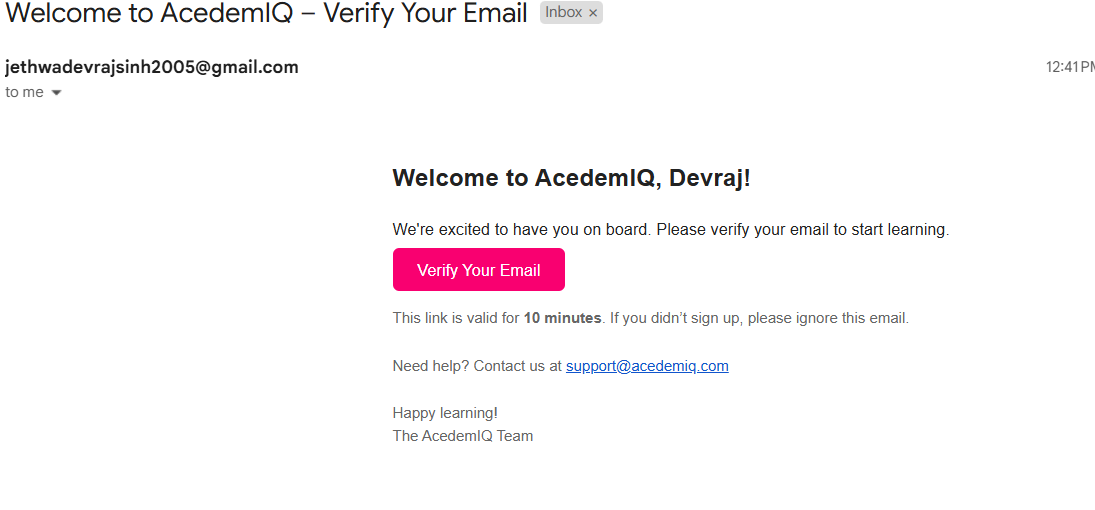 Welcome to AcedemIQ – Verify Your Email Inbox ×
jethwadevrajsinh2005@gmail.com 12:41 PM
to me
Welcome to AcedemIQ, Devraj!
We're excited to have you on board. Please verify your email to start learning.
Verify Your Email
This link is valid for 10 minutes. If you didn’t sign up, please ignore this email.
Need help? Contact us at support@acedemiq.com
Happy learning!
The AcedemIQ Team